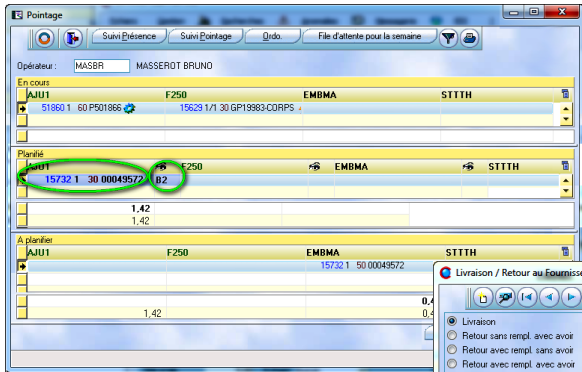 Pointage
Suivi Présence Suivi Pointage Ordo. File d'attente pour la semaine
Opérateur : MASBR MASSEROT BRUNO
En cours
AJU1 F250 EMBMA STTTH
51860 1 60 P501866 15629 1/1 30 GP19983-CORPS
Planifié
AJU1 F250 EMBMA STTTH
15732 1 30 00049572 B2
1,42
1,42
A planifier
AJU1 F250 EMBMA STTTH
15732 1 50 00049572
1,42
Livraison / Retour au Fournisse
Livraison
Retour sans rempl. avec avoir
Retour avec rempl. sans avoir
Retour avec rempl. avec avoir